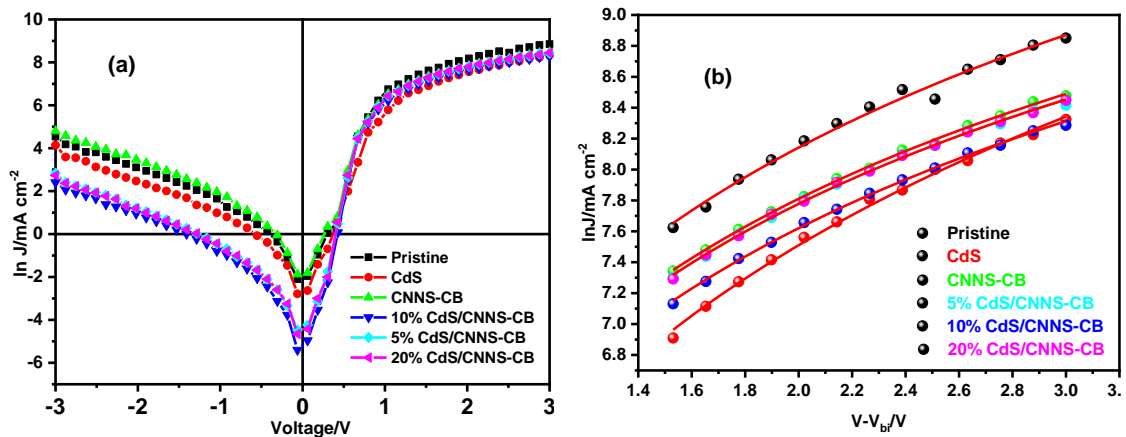 (a)
ln J/mA cm-2
10
8
6
4
2
0
-2
-4
-6
-3
-2
-1
0
1
2
3
Voltage/V
Pristine
CdS
CNNS-CB
10% CdS/CNNS-CB
5% CdS/CNNS-CB
20% CdS/CNNS-CB
(b)
lnJ/mA cm-2
9.0
8.8
8.6
8.4
8.2
8.0
7.8
7.6
7.4
7.2
7.0
6.8
1.4
1.6
1.8
2.0
2.2
2.4
2.6
2.8
3.0
3.
V-Vbi/V
Pristine
CdS
CNNS-CB
5% CdS/CNNS-CB
10% CdS/CNNS-CB
20% CdS/CNNS-CB